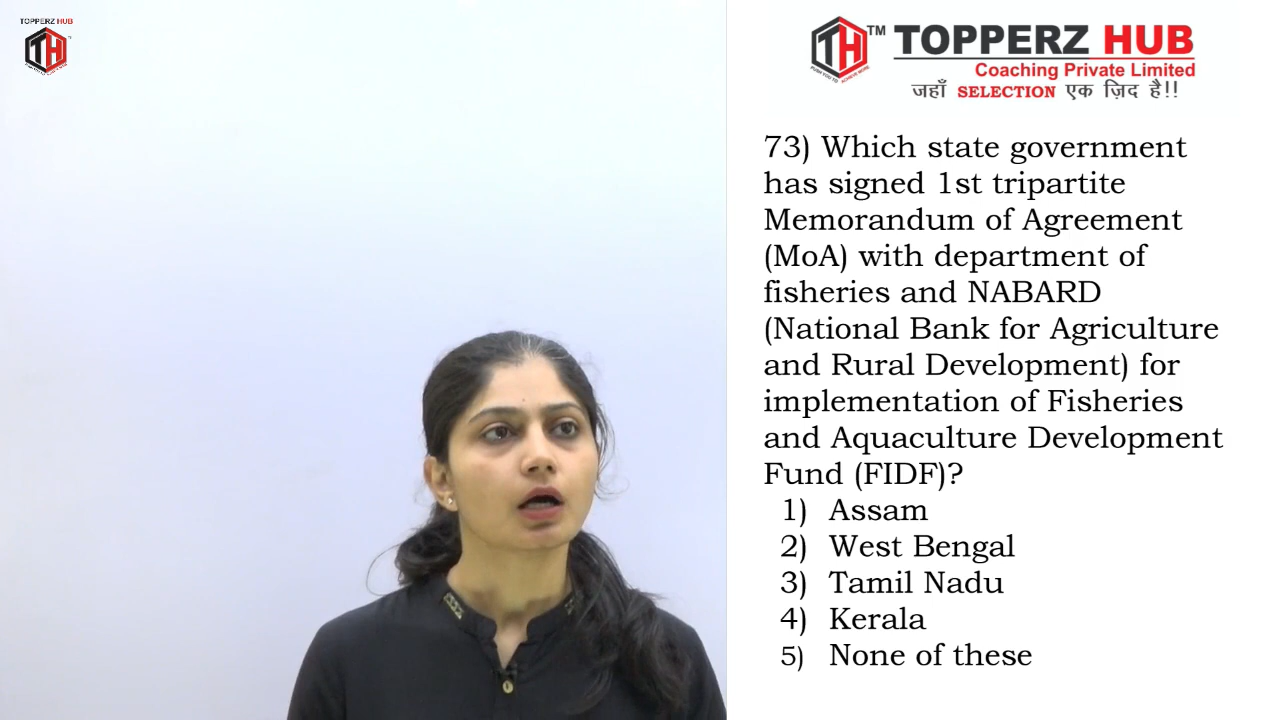 TOPPERZ HUB
TH
TH TM TOPPERZ HUB
Coaching Private Limited
जहाँ SELECTION एक ज़िद है!!
73) Which state government
has signed 1st tripartite
Memorandum of Agreement
(MoA) with department of
fisheries and NABARD
(National Bank for Agriculture
and Rural Development) for
implementation of Fisheries
and Aquaculture Development
Fund (FIDF)?
1) Assam
2) West Bengal
3) Tamil Nadu
4) Kerala
5) None of these